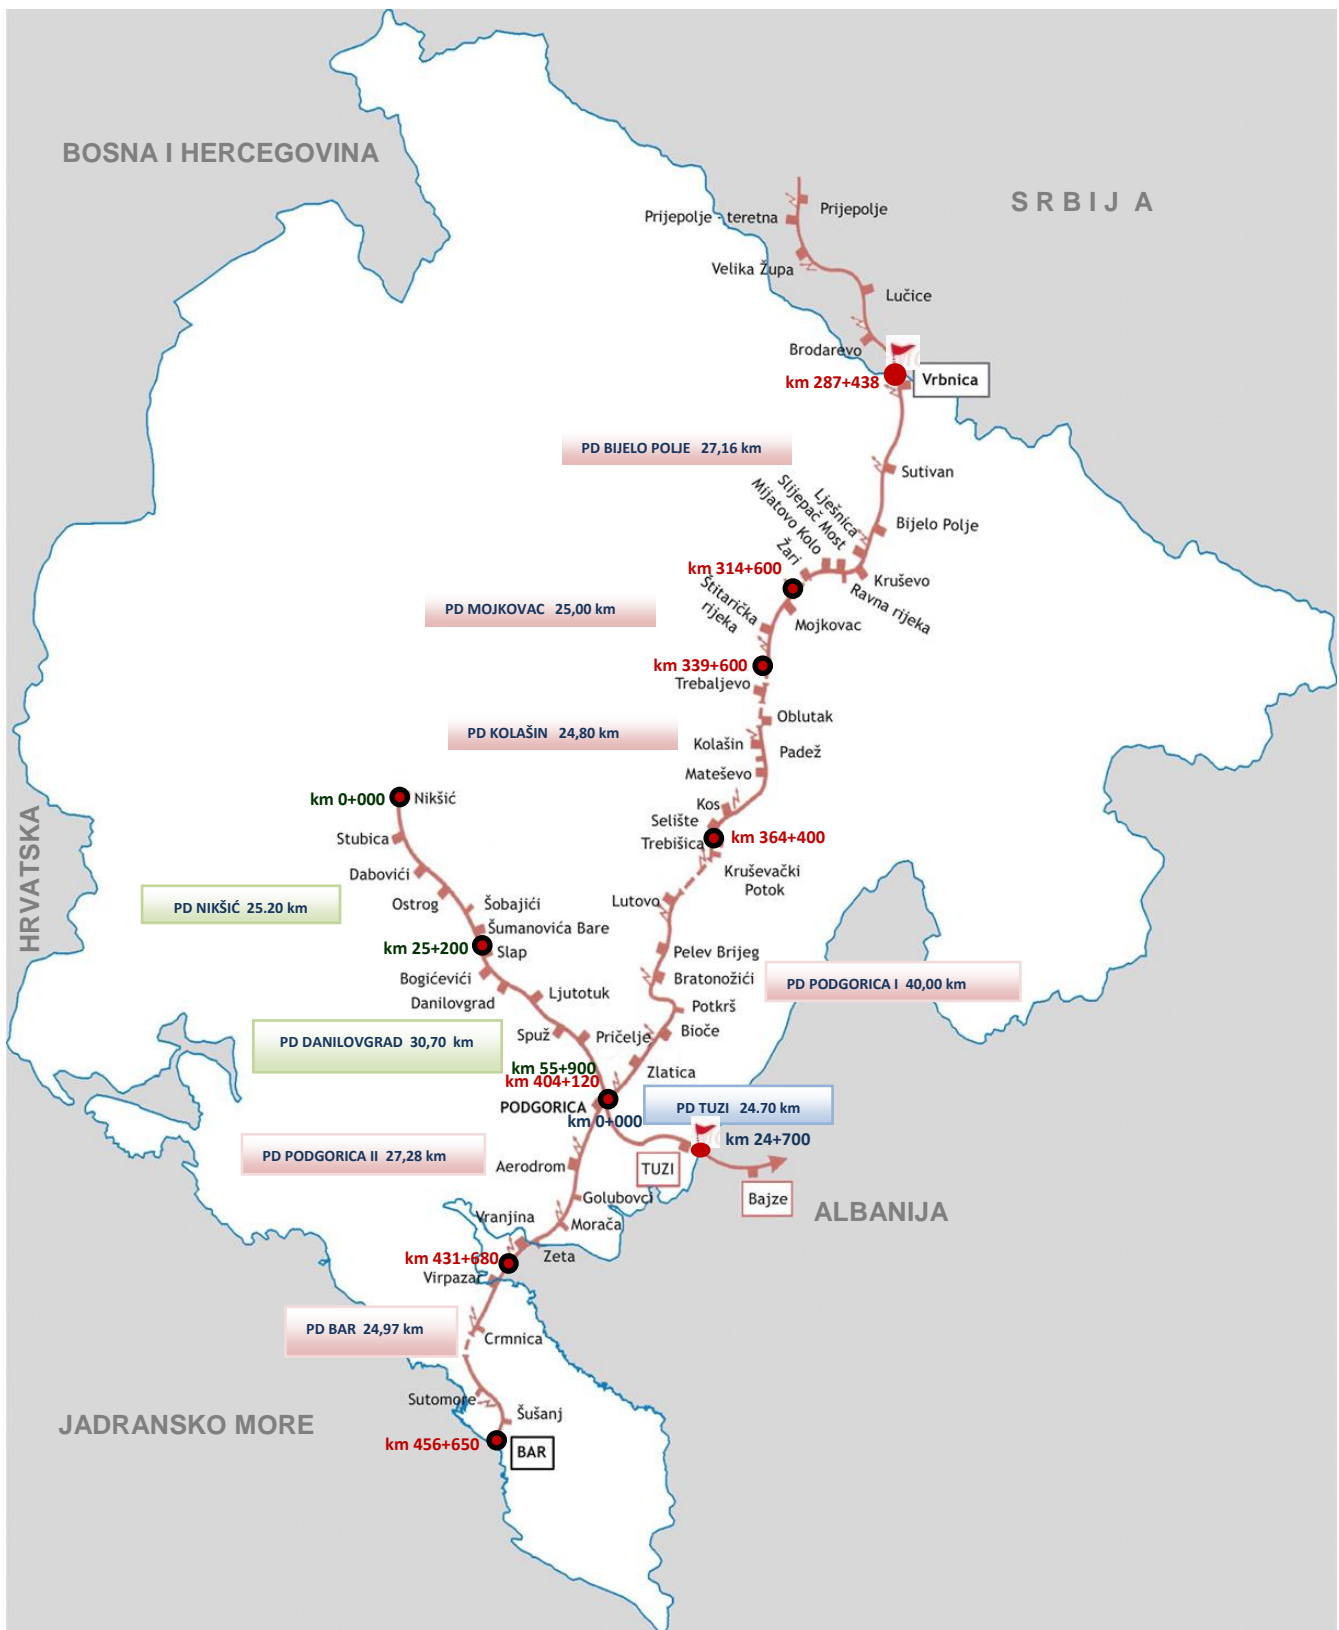 BOSNA I HERCEGOVINA
S R B I J A
Prijepolje
Prijepolje - teretna
Velika Župa
Lučice
Brodarevo
km 287+438
Vrbnica
PD BIJELO POLJE 27,16 km
Sutivan
Lješnica
Slijepač Most
Mijatovo Kolo
Žari
Bijelo Polje
km 314+600
Kruševo
Ravna rijeka
Štitarička
rijeka
PD MOJKOVAC 25,00 km
Mojkovac
km 339+600
Trebaljevo
Oblutak
PD KOLAŠIN 24,80 km
Kolašin
Padež
Mateševo
km 0+000
Nikšić
Kos
Selište
Trebišica
km 364+400
HRVATSKA
Stubica
Dabovići
Kruševački
Potok
Ostrog
Šobajići
Lutovo
PD NIKŠIĆ 25.20 km
Šumanovića Bare
km 25+200
Slap
Pelev Brijeg
Bogićevići
Bratonožići
PD PODGORICA I 40,00 km
Danilovgrad
Ljutotuk
Potkrš
Spuž
Pričelje
Bioče
PD DANILOVGRAD 30,70 km
km 55+900
Zlatica
km 404+120
PODGORICA
PD TUZI 24.70 km
km 0+000
km 24+700
PD PODGORICA II 27,28 km
Aerodrom
TUZI
Bajze
Golubovci
ALBANIJA
Vranjina
Morača
km 431+680
Zeta
Virpazar
PD BAR 24,97 km
Crmnica
Sutomore
Šušanj
JADRANSKO MORE
km 456+650
BAR